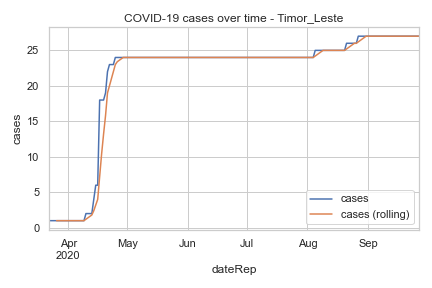 COVID-19 cases over time - Timor_Leste
cases
25
20
15
10
5
0
Apr
2020
May
Jun
Jul
Aug
Sep
dateRep
cases
cases (rolling)